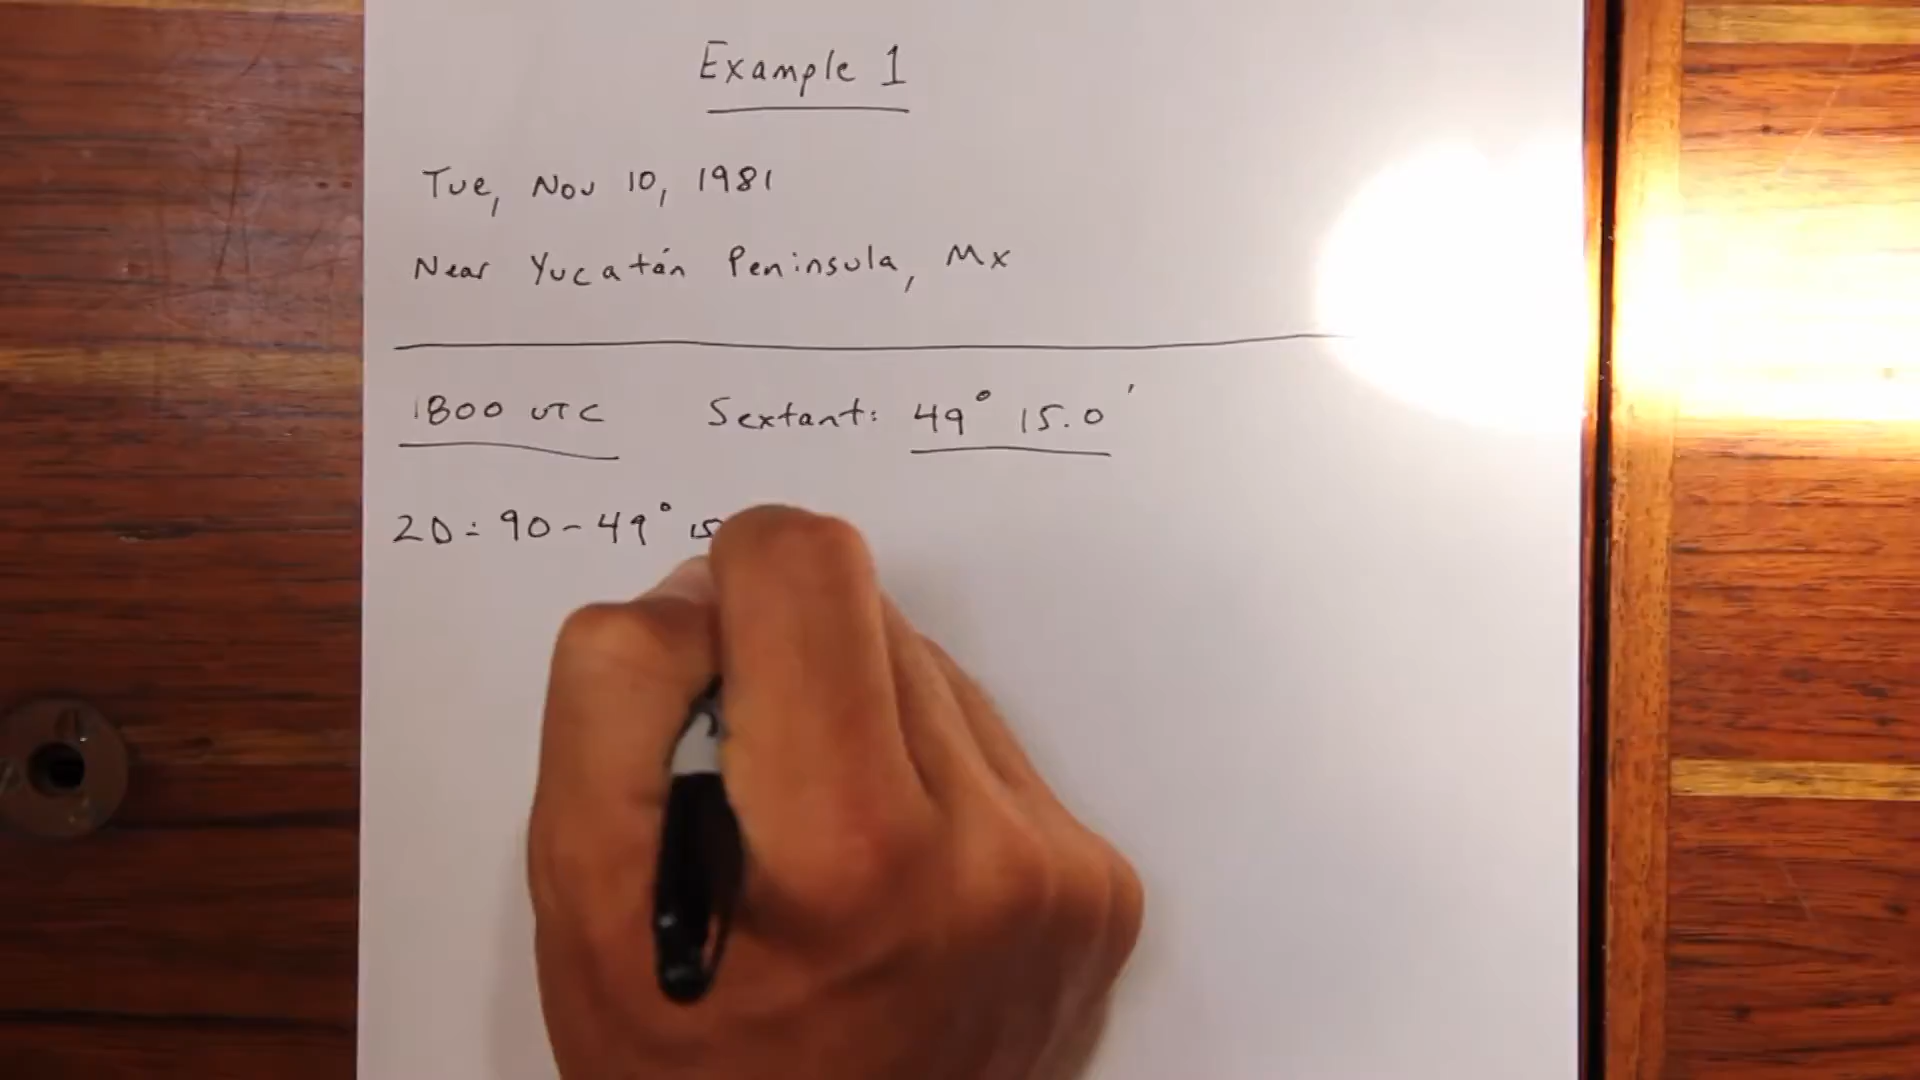 Example 1
Tue, Nov 10, 1981
Near Yucatán Peninsula, Mx
1800 UTC Sextant: 49° 15.0'
ZD = 90 - 49° 15